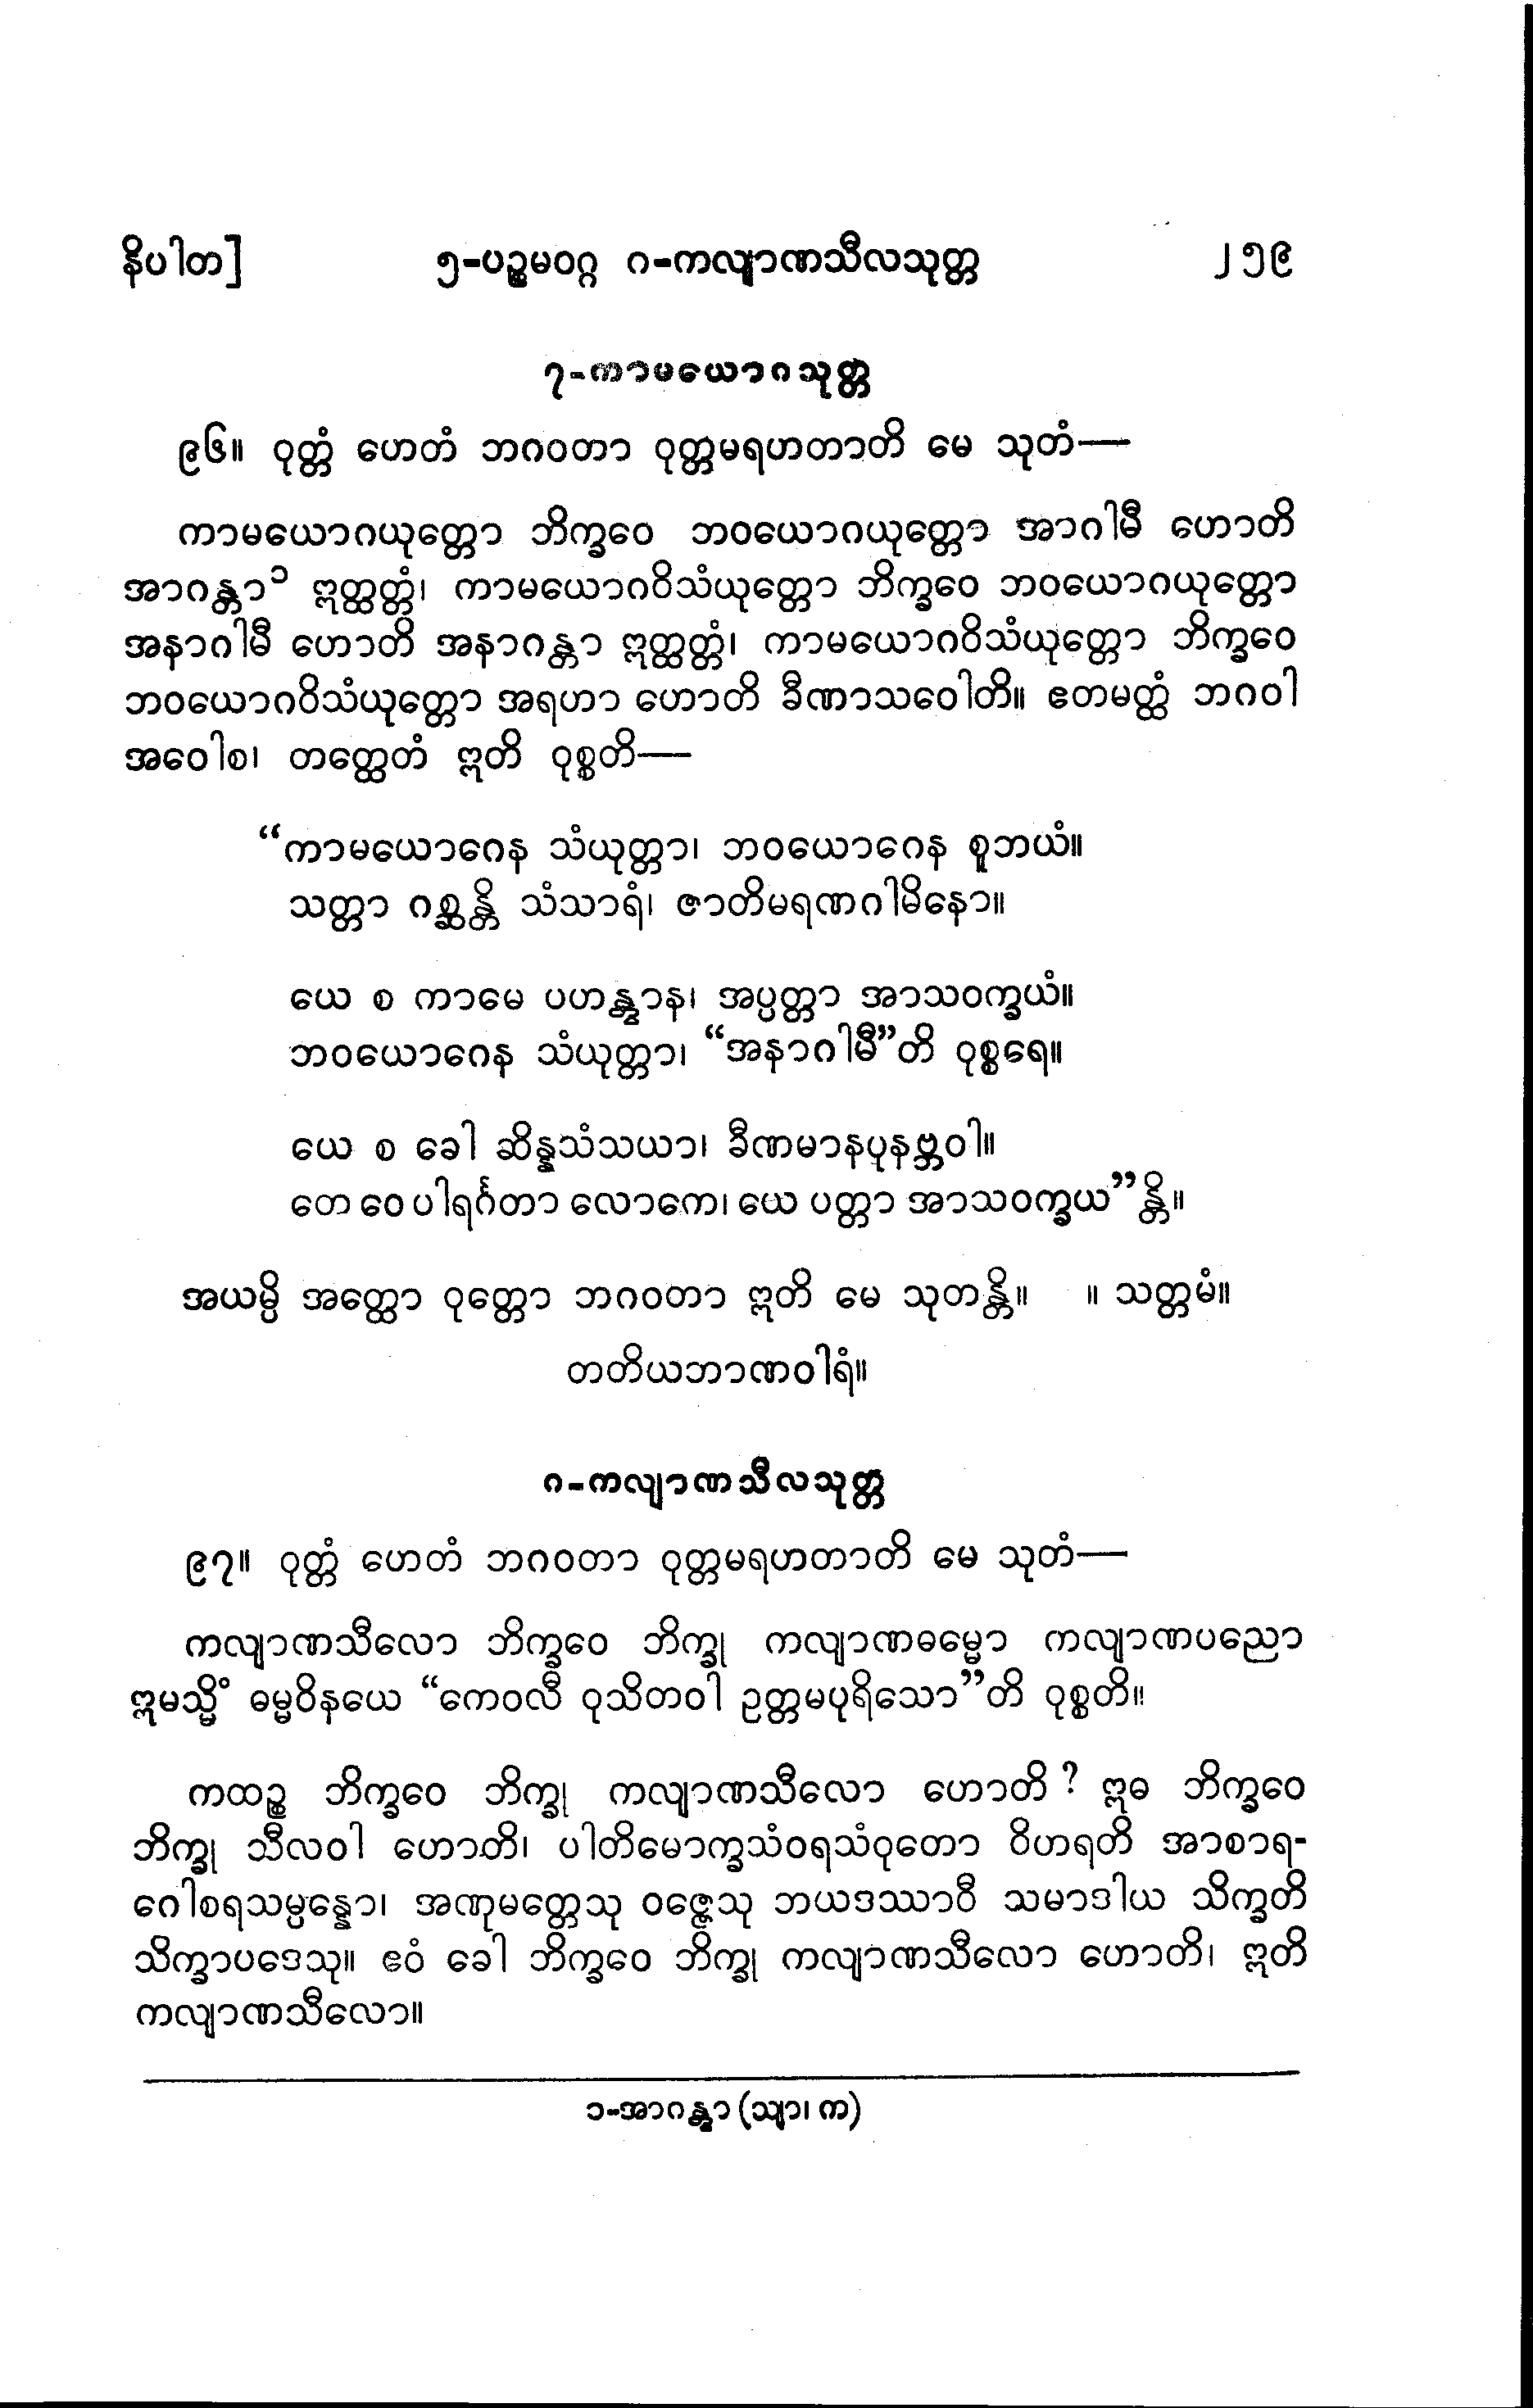 နိပါတ] ၅-ပဉ္စမဝဂ္ဂ ဂ-ကလျာဏသီလသုတ္တ ၂၅၉
၇-ကာမယောဂသုတ္တ
၉၆။ ဝုတ္တံ ဟေတံ ဘဂဝတာ ဝုတ္တမရဟတာတိ မေ သုတံ—
ကာမယောဂယုတ္တော ဘိက္ခဝေ ဘဝယောဂယုတ္တော အာဂါမီ ဟောတိ
အာဂန္တာ၁ ဣတ္ထတ္တံ၊ ကာမယောဂဝိသံယုတ္တော ဘိက္ခဝေ ဘဝယောဂယုတ္တော
အနာဂါမီ ဟောတိ အနာဂန္တာ ဣတ္ထတ္တံ၊ ကာမယောဂဝိသံယုတ္တော ဘိက္ခဝေ
ဘဝယောဂဝိသံယုတ္တော အရဟာ ဟောတိ ခီဏာသဝေါတိ။ ဧတမတ္ထံ ဘဂဝါ
အဝေါစ၊ တတ္ထေတံ ဣတိ ဝုစ္စတိ—
“ကာမယောဂေန သံယုတ္တာ၊ ဘဝယောဂေန စူဘယံ။
သတ္တာ ဂစ္ဆန္တိ သံသာရံ၊ ဇာတိမရဏဂါမိနော။
ယေ စ ကာမေ ပဟန္တွာန၊ အပ္ပတ္တာ အာသဝက္ခယံ။
ဘဝယောဂေန သံယုတ္တာ၊ “အနာဂါမီ”တိ ဝုစ္စရေ။
ယေ စ ခေါ ဆိန္နသံသယာ၊ ခီဏမာနပုနဗ္ဘဝါ။
တေ ဝေ ပါရင်္ဂတာ လောကေ၊ ယေ ပတ္တာ အာသဝက္ခယ”န္တိ။
အယမ္ပိ အတ္ထော ဝုတ္တော ဘဂဝတာ ဣတိ မေ သုတန္တိ။ ။ သတ္တမံ။
တတိယဘာဏဝါရံ။
ဂ-ကလျာဏသီလသုတ္တ
၉၇။ ဝုတ္တံ ဟေတံ ဘဂဝတာ ဝုတ္တမရဟတာတိ မေ သုတံ—
ကလျာဏသီလော ဘိက္ခဝေ ဘိက္ခု ကလျာဏဓမ္မော ကလျာဏပညော
ဣမသ္မိံ ဓမ္မဝိနယေ “ကေဝလီ ဝုသိတဝါ ဥတ္တမပုရိသော”တိ ဝုစ္စတိ။
ကထဉ္စ ဘိက္ခဝေ ဘိက္ခု ကလျာဏသီလော ဟောတိ? ဣဓ ဘိက္ခဝေ
ဘိက္ခု သီလဝါ ဟောတိ၊ ပါတိမောက္ခသံဝရသံဝုတော ဝိဟရတိ အာစာရ-
ဂေါစရသမ္ပန္နော၊ အဏုမတ္တေသု ဝဇ္ဇေသု ဘယဒဿာဝီ သမာဒါယ သိက္ခတိ
သိက္ခာပဒေသု။ ဧဝံ ခေါ ဘိက္ခဝေ ဘိက္ခု ကလျာဏသီလော ဟောတိ၊ ဣတိ
ကလျာဏသီလော။
၁-အာဂန္တွာ (သျာ၊ က)